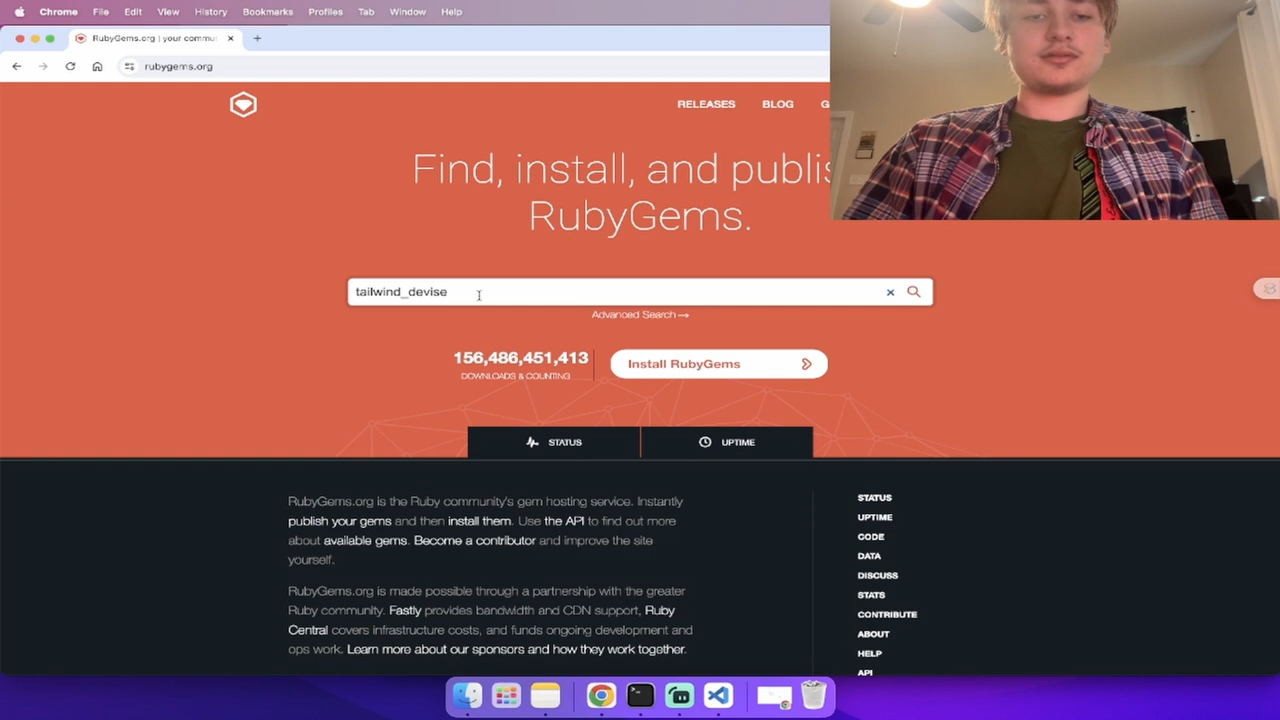 Chrome File Edit View History Bookmarks Profiles Tab Window Help
RubyGems.org | your commu
rubygems.org
RELEASES BLOG G
Find, install, and publis
RubyGems.
tailwind_devise
Advanced Search →
156,486,451,413
DOWNLOADS & COUNTING
Install RubyGems
STATUS UPTIME
RubyGems.org is the Ruby community's gem hosting service. Instantly
publish your gems and then install them. Use the API to find out more
about available gems. Become a contributor and improve the site
yourself.
RubyGems.org is made possible through a partnership with the greater
Ruby community. Fastly provides bandwidth and CDN support, Ruby
Central covers infrastructure costs, and funds ongoing development and
ops work. Learn more about our sponsors and how they work together.
STATUS
UPTIME
CODE
DATA
DISCUSS
STATS
CONTRIBUTE
ABOUT
HELP
API